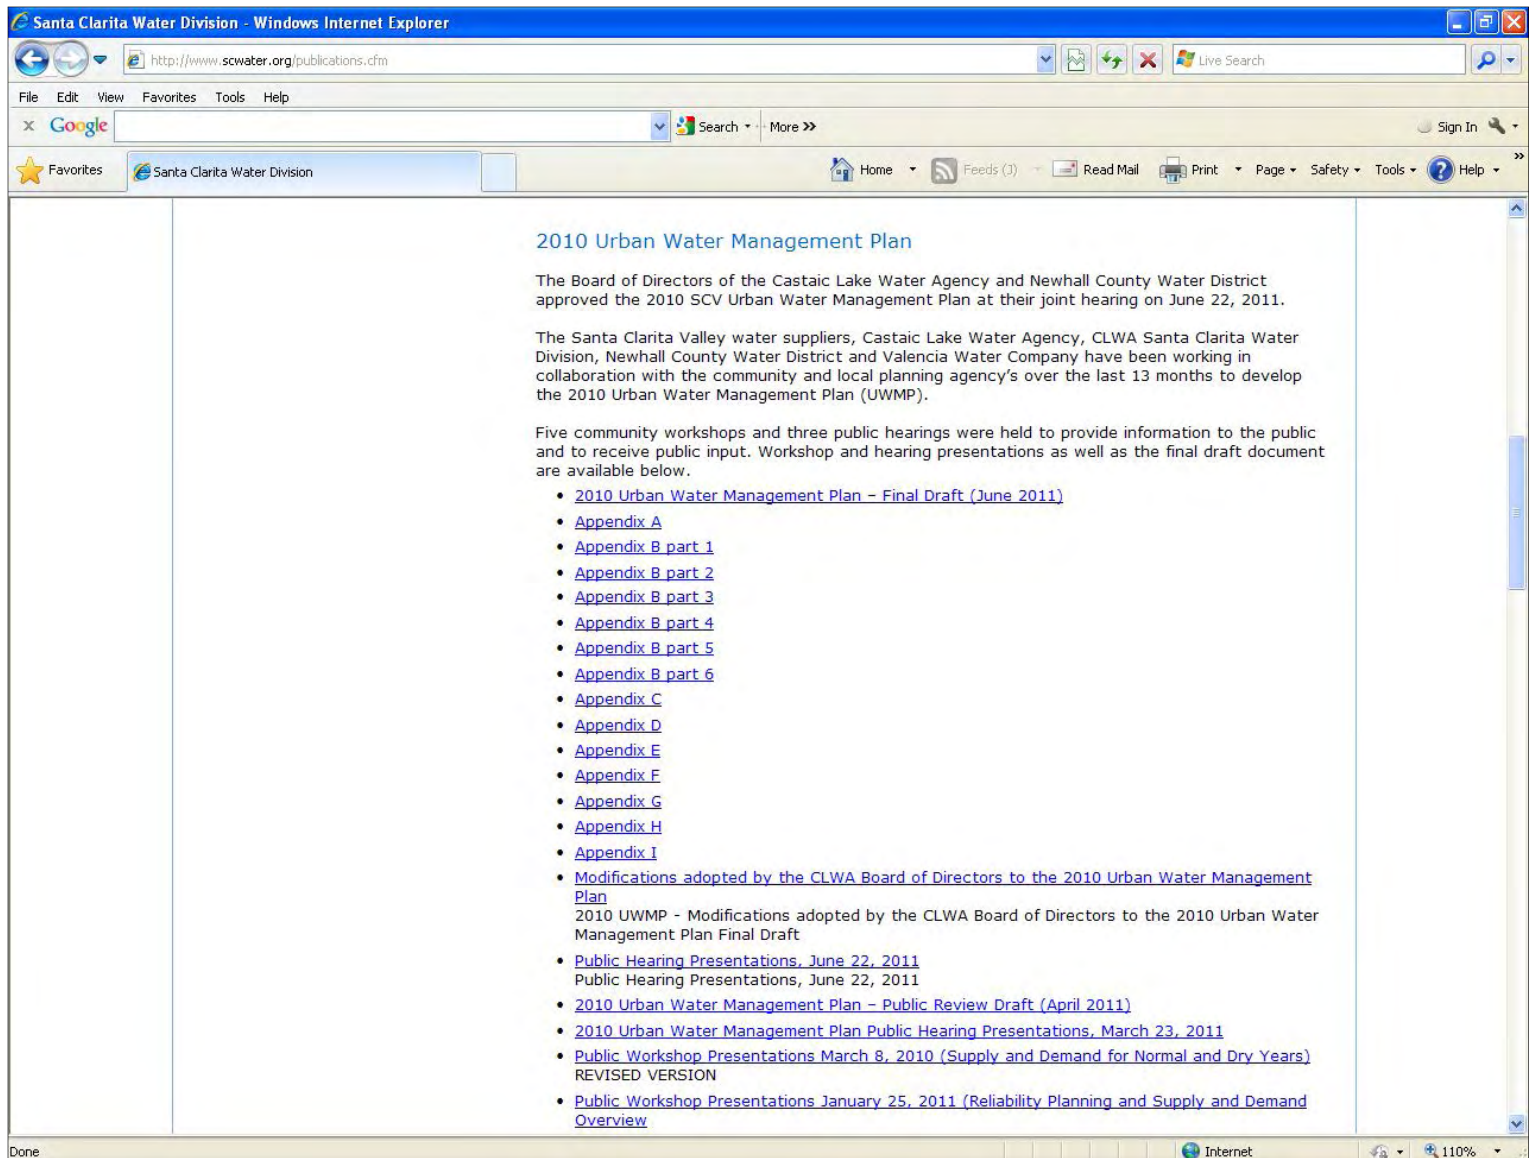 Santa Clarita Water Division - Windows Internet Explorer
http://www.scwater.org/publications.cfm
Live Search
File Edit View Favorites Tools Help
x Google Search More >> Sign In
Favorites Santa Clarita Water Division Home Feeds (J) Read Mail Print Page Safety Tools Help >>
2010 Urban Water Management Plan
The Board of Directors of the Castaic Lake Water Agency and Newhall County Water District
approved the 2010 SCV Urban Water Management Plan at their joint hearing on June 22, 2011.
The Santa Clarita Valley water suppliers, Castaic Lake Water Agency, CLWA Santa Clarita Water
Division, Newhall County Water District and Valencia Water Company have been working in
collaboration with the community and local planning agency's over the last 13 months to develop
the 2010 Urban Water Management Plan (UWMP).
Five community workshops and three public hearings were held to provide information to the public
and to receive public input. Workshop and hearing presentations as well as the final draft document
are available below.
• 2010 Urban Water Management Plan – Final Draft (June 2011)
• Appendix A
• Appendix B part 1
• Appendix B part 2
• Appendix B part 3
• Appendix B part 4
• Appendix B part 5
• Appendix B part 6
• Appendix C
• Appendix D
• Appendix E
• Appendix F
• Appendix G
• Appendix H
• Appendix I
• Modifications adopted by the CLWA Board of Directors to the 2010 Urban Water Management
Plan
2010 UWMP - Modifications adopted by the CLWA Board of Directors to the 2010 Urban Water
Management Plan Final Draft
• Public Hearing Presentations, June 22, 2011
Public Hearing Presentations, June 22, 2011
• 2010 Urban Water Management Plan – Public Review Draft (April 2011)
• 2010 Urban Water Management Plan Public Hearing Presentations, March 23, 2011
• Public Workshop Presentations March 8, 2010 (Supply and Demand for Normal and Dry Years)
REVISED VERSION
• Public Workshop Presentations January 25, 2011 (Reliability Planning and Supply and Demand
Overview
Done Internet 110%